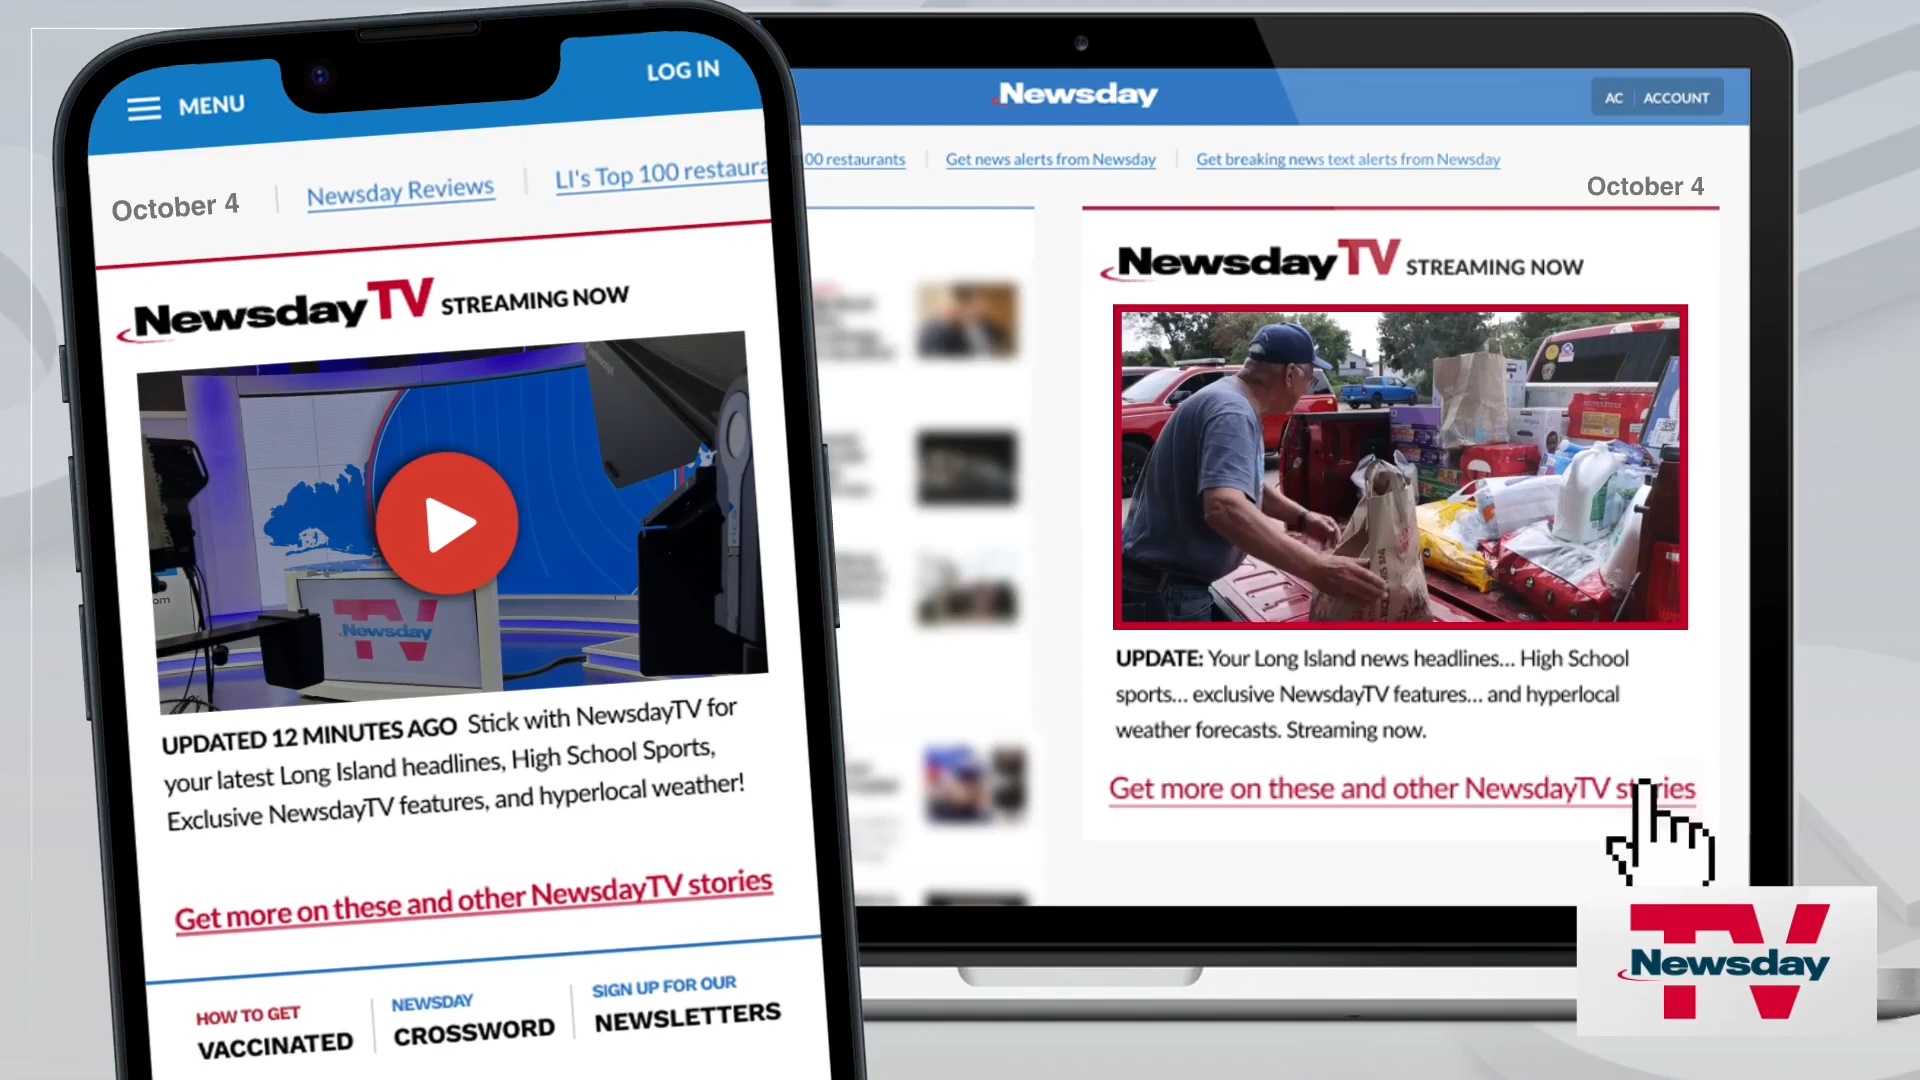 MENU
LOG IN
October 4
Newsday Reviews
LI's Top 100 restaura
NewsdayTV STREAMING NOW
TV
Newsday
UPDATED 12 MINUTES AGO Stick with NewsdayTV for
your latest Long Island headlines, High School Sports,
Exclusive NewsdayTV features, and hyperlocal weather!
Get more on these and other NewsdayTV stories
HOW TO GET
VACCINATED
NEWSDAY
CROSSWORD
SIGN UP FOR OUR
NEWSLETTERS
Newsday
AC ACCOUNT
00 restaurants
Get news alerts from Newsday
Get breaking news text alerts from Newsday
October 4
NewsdayTV STREAMING NOW
UPDATE: Your Long Island news headlines... High School
sports... exclusive NewsdayTV features... and hyperlocal
weather forecasts. Streaming now.
Get more on these and other NewsdayTV stories
TV
Newsday